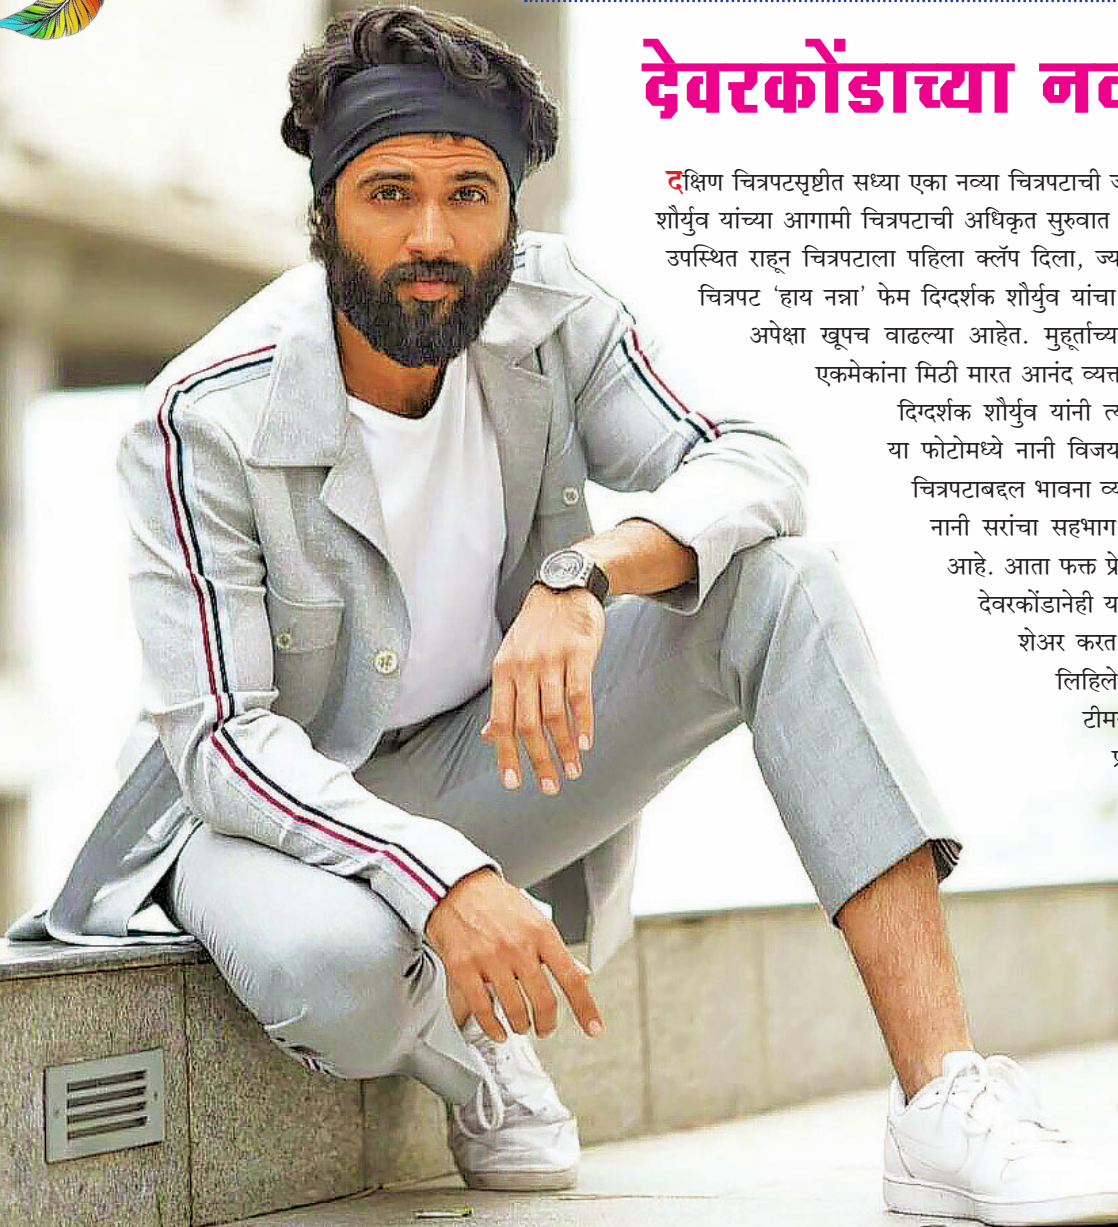 देवरकोंडाच्या
दक्षिण चित्रपटसृष्टीत सध्या एका नव्या चित्रपटाची
शौर्युव यांच्या आगामी चित्रपटाची अधिकृत सुरुवात
उपस्थित राहून चित्रपटाला पहिला क्लॅप दिला,
चित्रपट ‘हाय नन्ना’ फेम दिग्दर्शक शौर्युव यांचा
अपेक्षा खूपच वाढल्या आहेत. मुहूर्ताच्या
एकमेकांना मिठी मारत आनंद व्यक्त
दिग्दर्शक शौर्युव यांनी
या फोटोमध्ये नानी विजय
चित्रपटाबद्दल भावना
नानी सरांचा सहभाग
आहे. आता फक्त
देवरकोंडानेही
शेअर करत
लिहिले
टीम